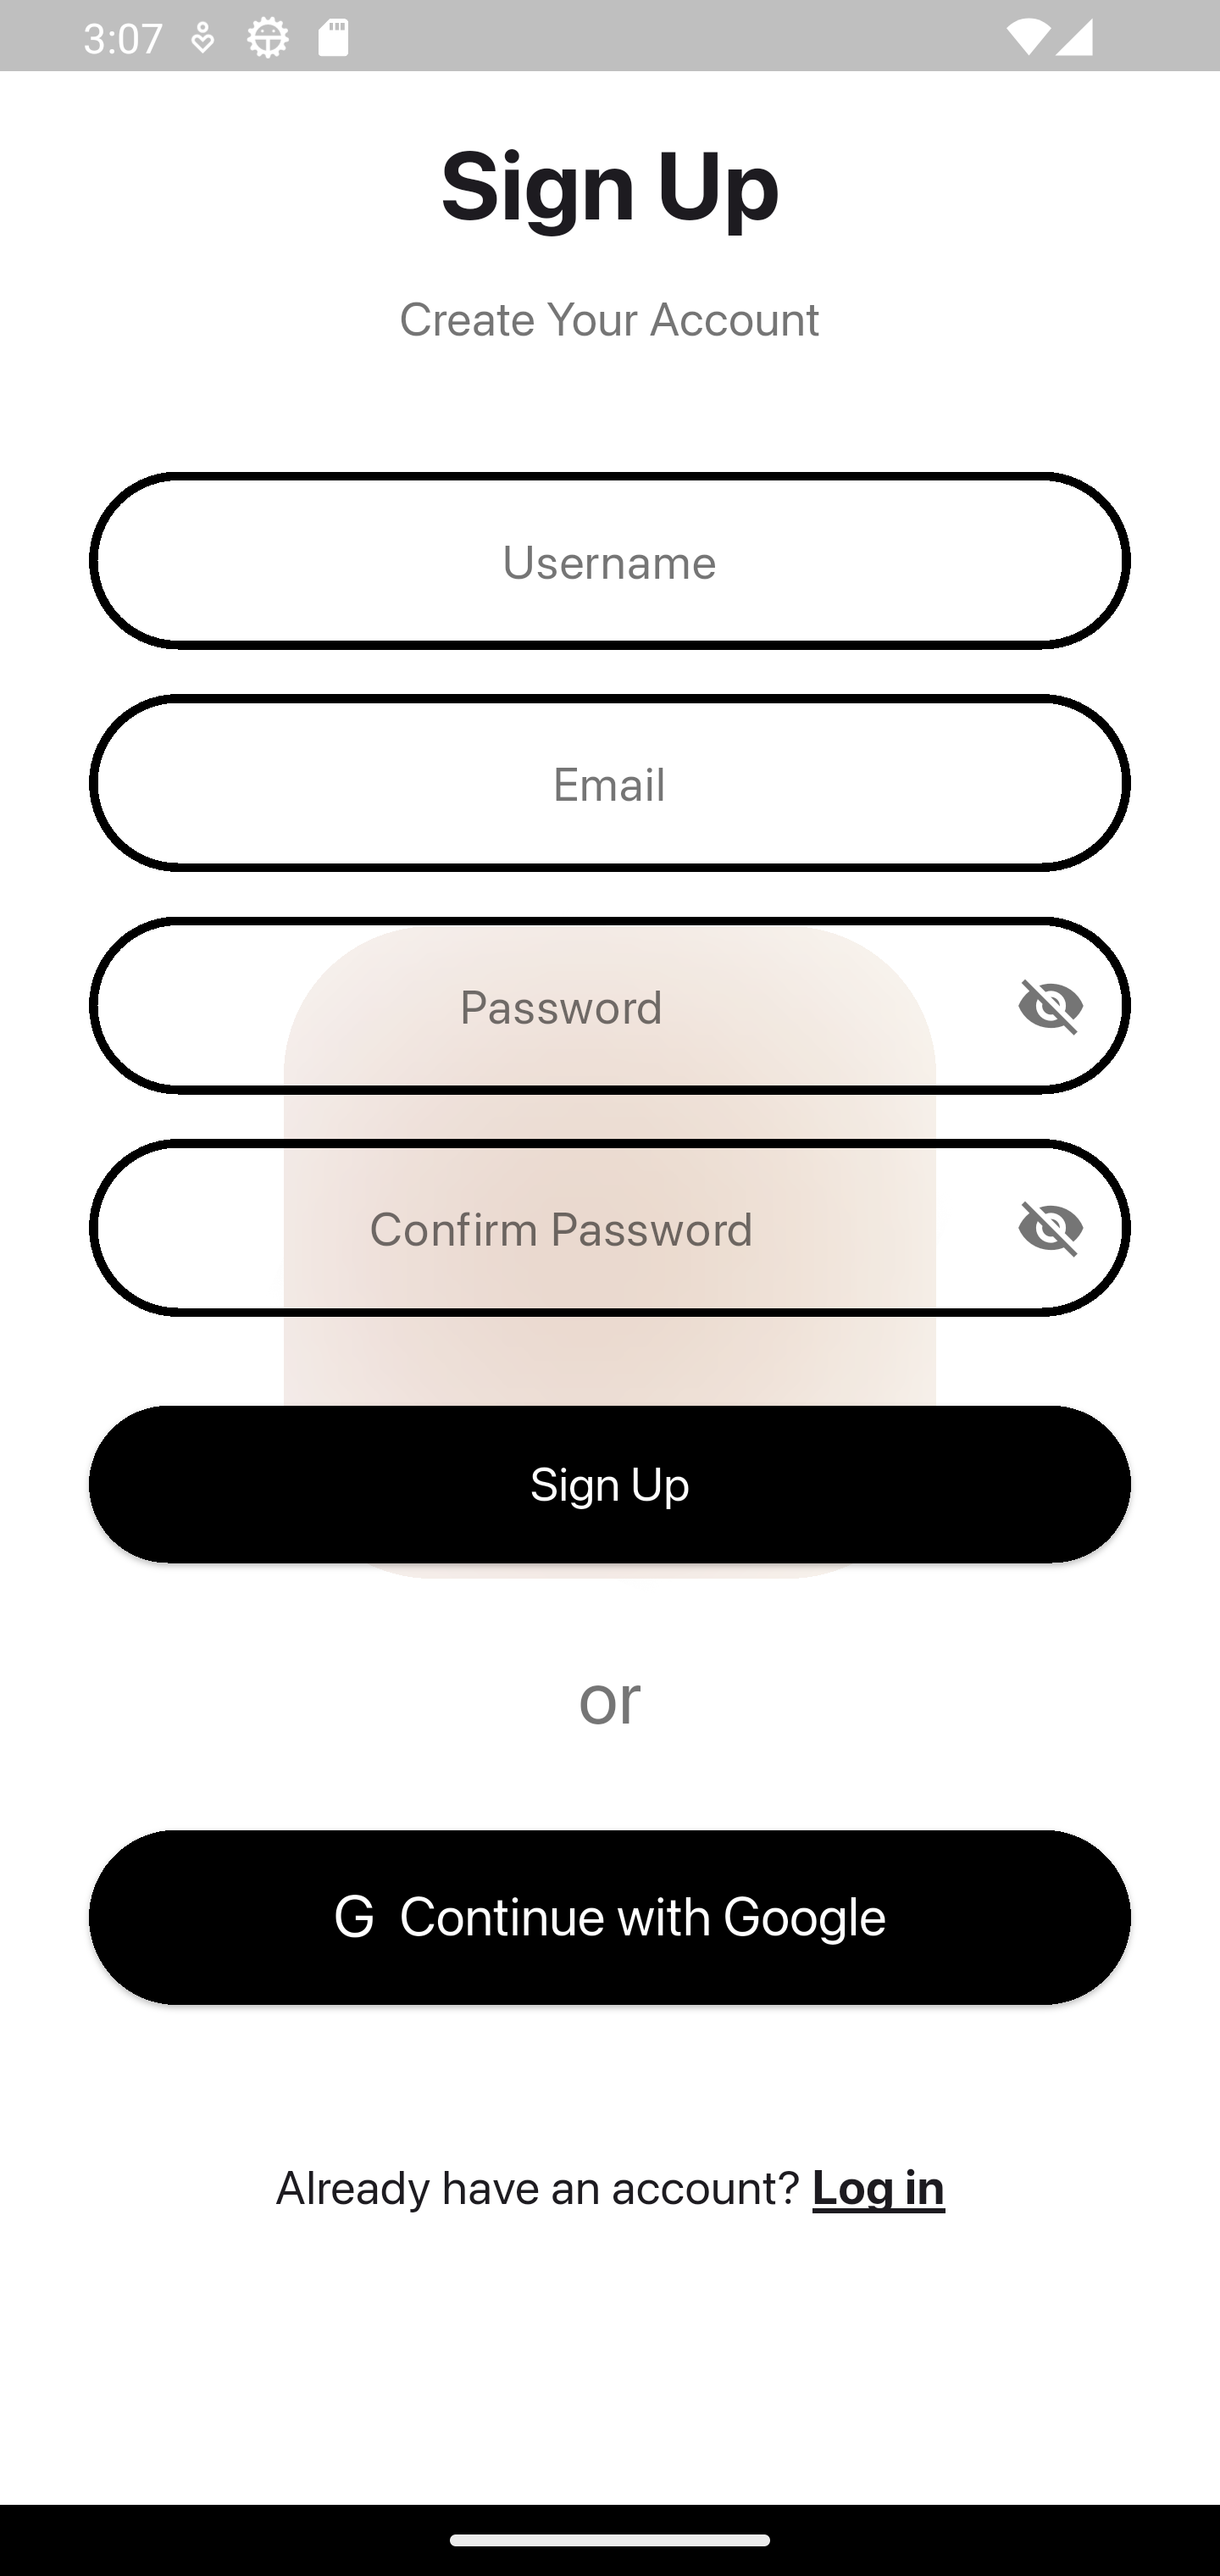 3:07
Sign Up
Create Your Account
Username
Email
Password
Confirm Password
Sign Up
or
G Continue with Google
Already have an account? Log in